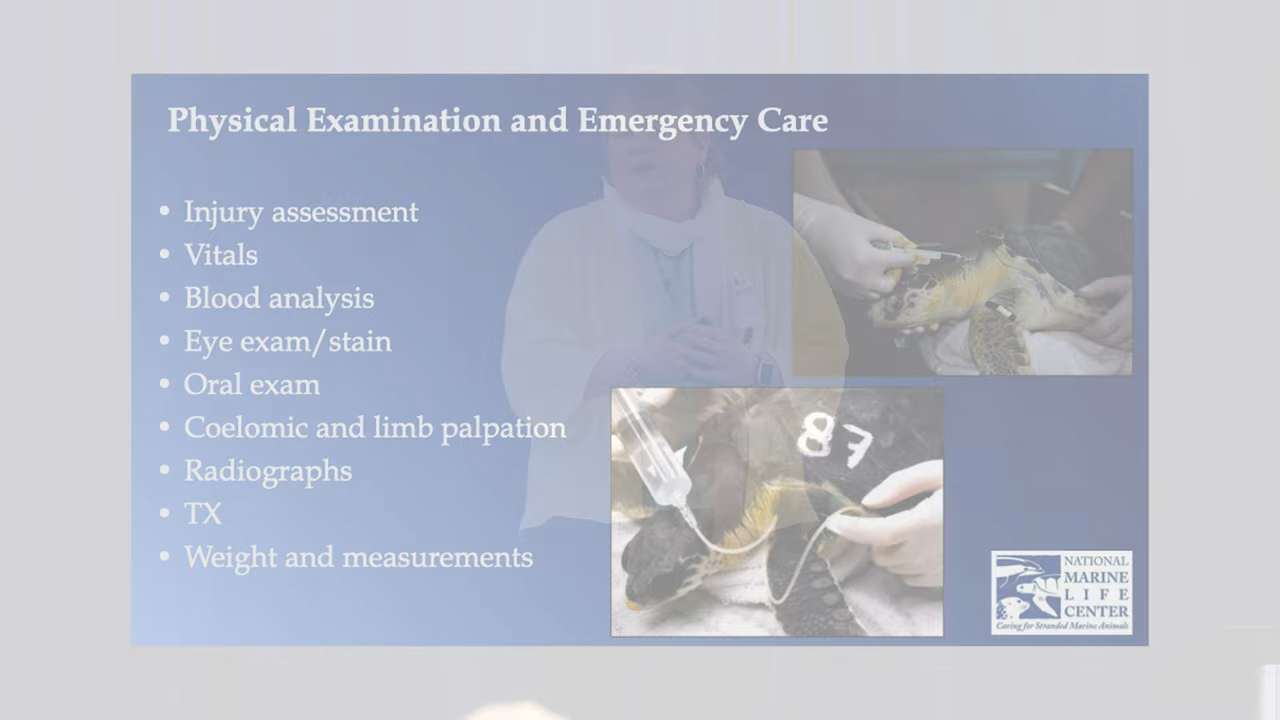 Physical Examination and Emergency Care
• Injury assessment
• Vitals
• Blood analysis
• Eye exam/stain
• Oral exam
• Coelomic and limb palpation
• Radiographs
• TX
• Weight and measurements
87
NATIONAL
MARINE
LIFE
CENTER
Caring for Stranded Marine Animals